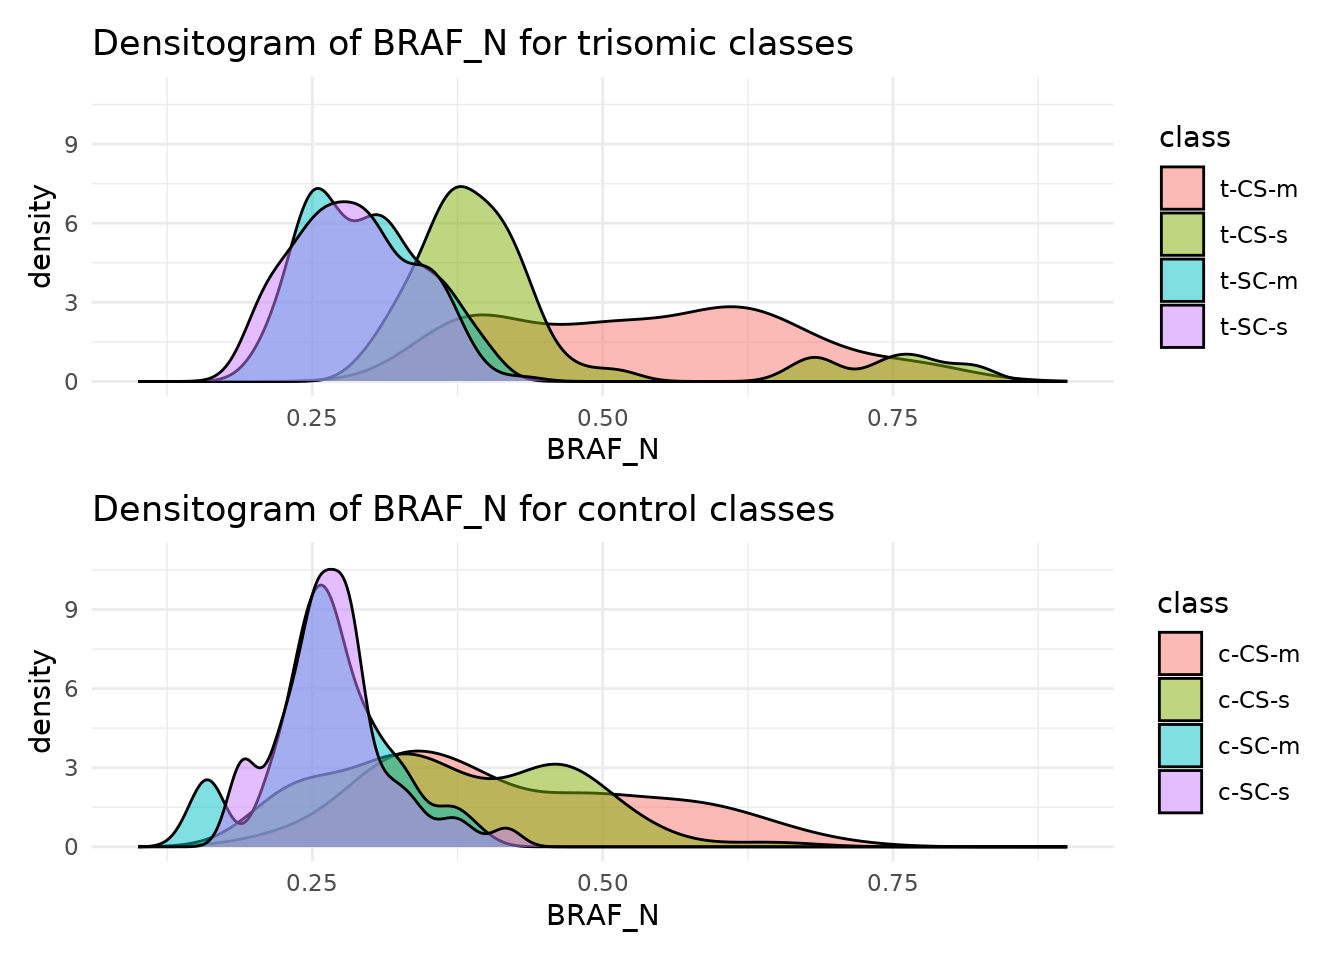 Densitogram of BRAF_N for trisomic classes
density
9
6
3
0
0.25 0.50 0.75
BRAF_N
class
t-CS-m
t-CS-s
t-SC-m
t-SC-s
Densitogram of BRAF_N for control classes
density
9
6
3
0
0.25 0.50 0.75
BRAF_N
class
c-CS-m
c-CS-s
c-SC-m
c-SC-s